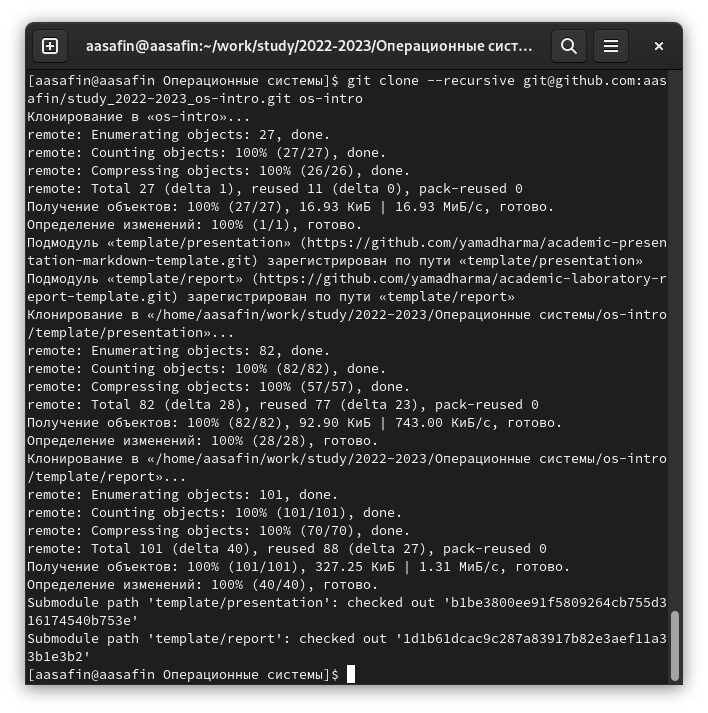 aasafin@aasafin:~/work/study/2022-2023/Операционные сист...
[aasafin@aasafin Операционные системы]$ git clone --recursive git@github.com:aas
afin/study_2022-2023_os-intro.git os-intro
Клонирование в «os-intro»...
remote: Enumerating objects: 27, done.
remote: Counting objects: 100% (27/27), done.
remote: Compressing objects: 100% (26/26), done.
remote: Total 27 (delta 1), reused 11 (delta 0), pack-reused 0
Получение объектов: 100% (27/27), 16.93 КиБ | 16.93 МиБ/с, готово.
Определение изменений: 100% (1/1), готово.
Подмодуль «template/presentation» (https://github.com/yamadharma/academic-presen
tation-markdown-template.git) зарегистрирован по пути «template/presentation»
Подмодуль «template/report» (https://github.com/yamadharma/academic-laboratory-r
eport-template.git) зарегистрирован по пути «template/report»
Клонирование в «/home/aasafin/work/study/2022-2023/Операционные системы/os-intro
/template/presentation»...
remote: Enumerating objects: 82, done.
remote: Counting objects: 100% (82/82), done.
remote: Compressing objects: 100% (57/57), done.
remote: Total 82 (delta 28), reused 77 (delta 23), pack-reused 0
Получение объектов: 100% (82/82), 92.90 КиБ | 743.00 КиБ/с, готово.
Определение изменений: 100% (28/28), готово.
Клонирование в «/home/aasafin/work/study/2022-2023/Операционные системы/os-intro
/template/report»...
remote: Enumerating objects: 101, done.
remote: Counting objects: 100% (101/101), done.
remote: Compressing objects: 100% (70/70), done.
remote: Total 101 (delta 40), reused 88 (delta 27), pack-reused 0
Получение объектов: 100% (101/101), 327.25 КиБ | 1.31 МиБ/с, готово.
Определение изменений: 100% (40/40), готово.
Submodule path 'template/presentation': checked out 'b1be3800ee91f5809264cb755d3
16174540b753e'
Submodule path 'template/report': checked out '1d1b61dcac9c287a83917b82e3aef11a3
3b1e3b2'
[aasafin@aasafin Операционные системы]$